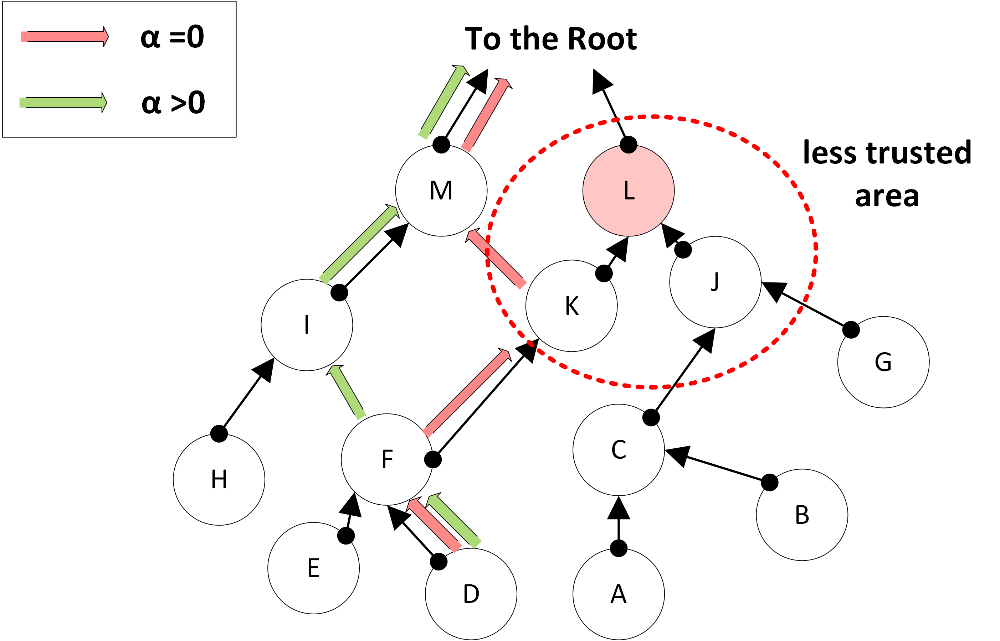 α =0
α >0
To the Root
less trusted
area
M
L
J
K
I
G
F
C
H
B
E
D
A